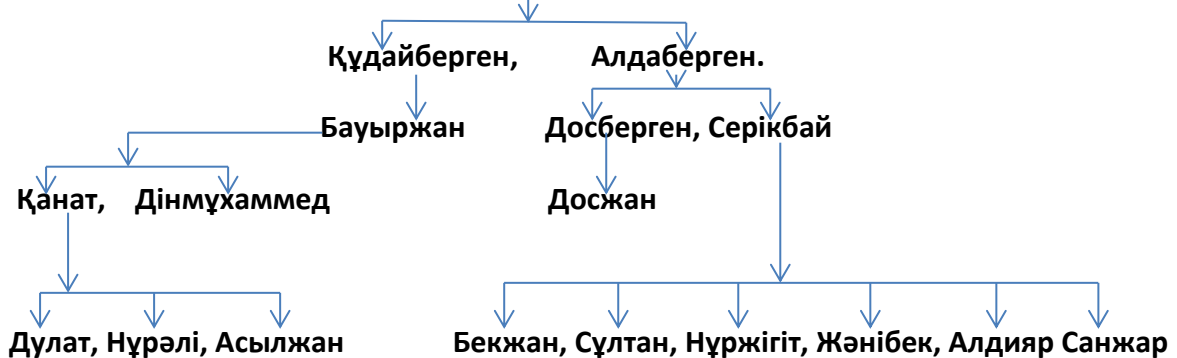 Құдайберген, Алдаберген.
Бауыржан Досберген, Серікбай
Қанат, Дінмұхаммед Досжан
Дулат, Нұрәлі, Асылжан Бекжан, Сұлтан, Нұржігіт, Жәнібек, Алдияр Санжар